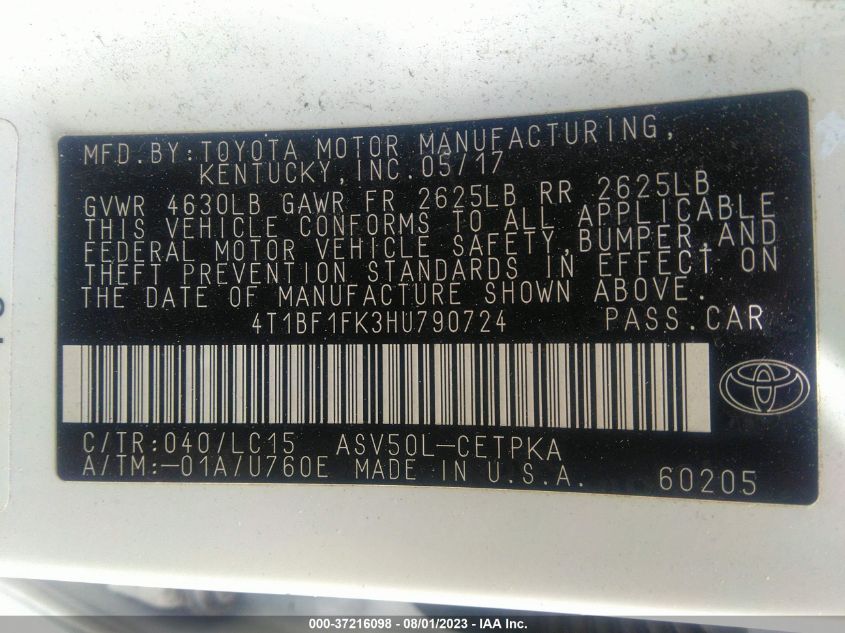 MFD.BY:TOYOTA MOTOR MANUFACTURING,
KENTUCKY,INC.05/17
GVWR 4630LB GAWR FR 2625LB RR 2625LB
THIS VEHICLE CONFORMS TO ALL APPLICABLE
FEDERAL MOTOR VEHICLE SAFETY,BUMPER,AND
THEFT PREVENTION STANDARDS IN EFFECT ON
THE DATE OF MANUFACTURE SHOWN ABOVE.
4T1BF1FK3HU790724 PASS.CAR
C/TR:040/LC15 ASV50L-CETPKA
A/TM:-01A/U760E MADE IN U.S.A. 60205
000-37216098 - 08/01/2023 - IAA Inc.